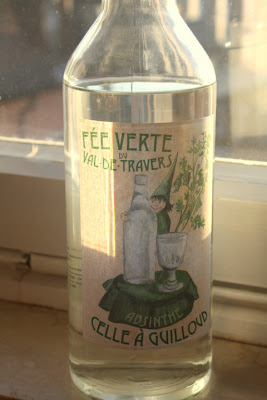 FÉE VERTE
DU
VAL-DE-TRAVERS
ABSINTHE
CELLE À GUILLOUD